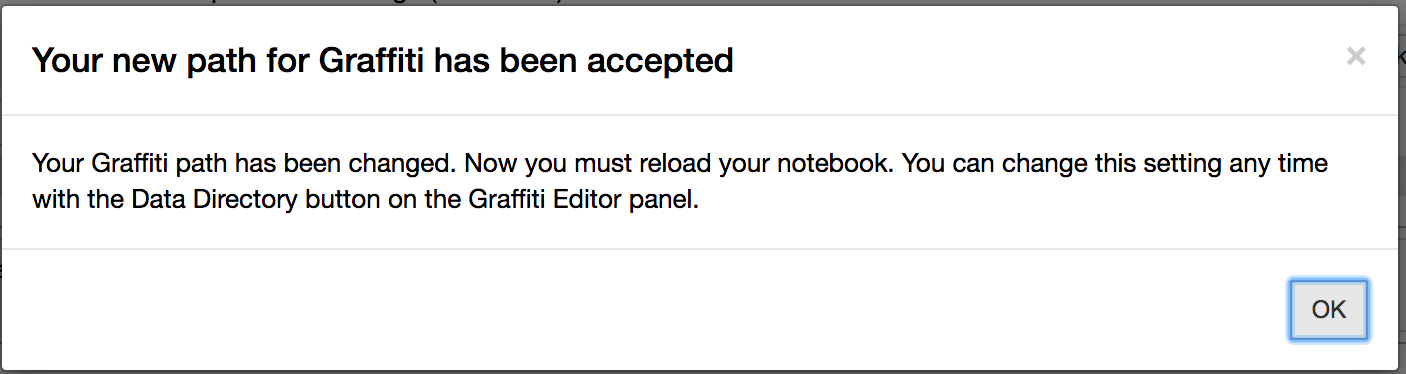 Your new path for Graffiti has been accepted
×
Your Graffiti path has been changed. Now you must reload your notebook. You can change this setting any time
with the Data Directory button on the Graffiti Editor panel.
OK